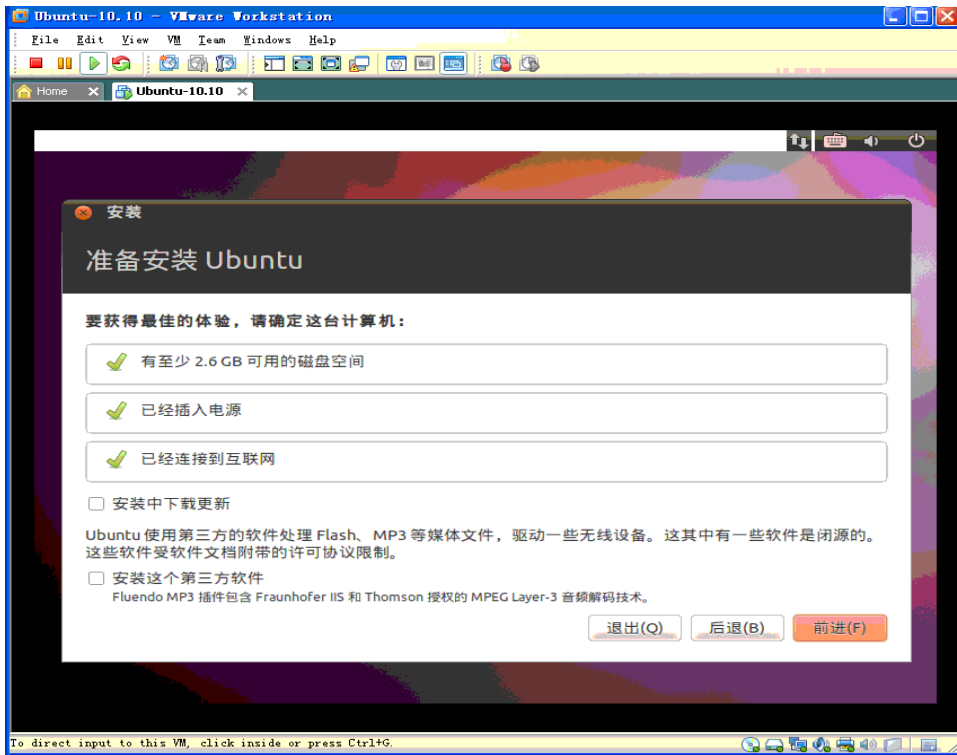 Ubuntu-10.10 - VMware Workstation
File Edit View VM Team Windows Help
Home Ubuntu-10.10
安装
准备安装 Ubuntu
要获得最佳的体验，请确定这台计算机：
有至少 2.6 GB 可用的磁盘空间
已经插入电源
已经连接到互联网
安装中下载更新
Ubuntu 使用第三方的软件处理 Flash、MP3 等媒体文件，驱动一些无线设备。这其中有一些软件是闭源的。
这些软件受软件文档附带的许可协议限制。
安装这个第三方软件
Fluendo MP3 插件包含 Fraunhofer IIS 和 Thomson 授权的 MPEG Layer-3 音频解码技术。
退出(Q) 后退(B) 前进(F)
To direct input to this VM, click inside or press Ctrl+G.